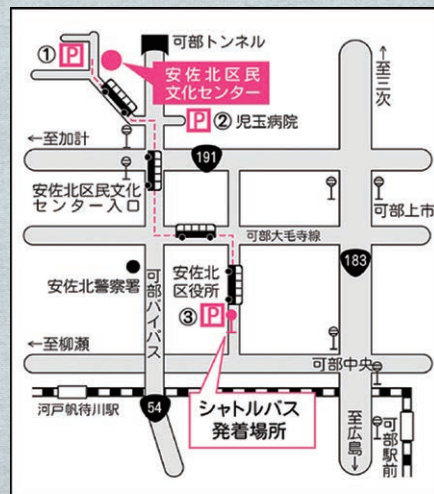 可部トンネル
①
P
安佐北区民
文化センター
至三次
P
②
児玉病院
←至加計
191
安佐北区民文化
センター入口
可部上市
可部大毛寺線
183
安佐北警察署
可部バイパス
安佐北
区役所
③
P
←至柳瀬
可部中央
河戸帆待川駅
54
シャトルバス
発着場所
至広島
可部駅前